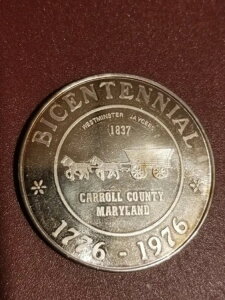 BICENTENNIAL
WESTMINSTER JAYCEES
1837
CARROLL COUNTY
MARYLAND
1776 - 1976